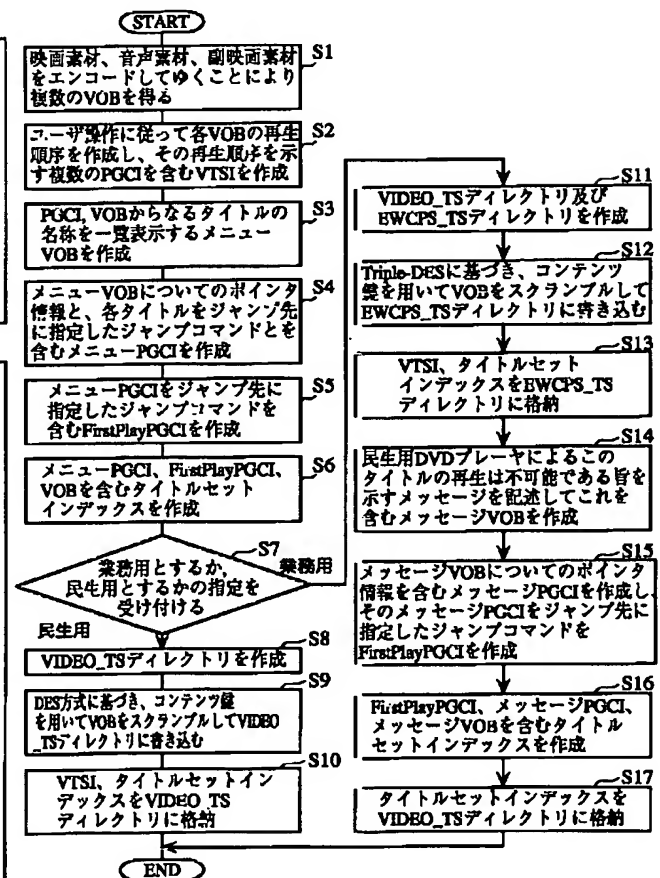 START
S1
映画素材、音声素材、副映画素材
をエンコードしてゆくことにより
複数のVOBを得る
S2
ユーザ操作に従って各VOBの再生
順序を作成し、その再生順序を示
す複数のPGCIを含むVTSIを作成
S3
PGCI, VOBからなるタイトルの
名称を一覧表示するメニュー
VOBを作成
S4
メニューVOBについてのポインタ
情報と、各タイトルをジャンプ先
に指定したジャンプコマンドとを
含むメニューPGCIを作成
S5
メニューPGCIをジャンプ先に
指定したジャンプコマンドを
含むFirstPlayPGCIを作成
S6
メニューPGCI、FirstPlayPGCI、
VOBを含むタイトルセット
インデックスを作成
S7
業務用とするか、
民生用とするかの指定を
受け付ける
業務用
民生用
S8
VIDEO_TSディレクトリを作成
S9
DES方式に基づき、コンテンツ鍵
を用いてVOBをスクランブルしてVIDEO
_TSディレクトリに書き込む
S10
VTSI、タイトルセットイン
デックスをVIDEO_TS
ディレクトリに格納
END
S11
VIDEO_TSディレクトリ及び
EWCPS_TSディレクトリを作成
S12
Triple-DESに基づき、コンテンツ
鍵を用いてVOBをスクランブルして
EWCPS_TSディレクトリに書き込む
S13
VTSI、タイトルセット
インデックスをEWCPS_TS
ディレクトリに格納
S14
民生用DVDプレーヤによるこの
タイトルの再生は不可能である旨を
示すメッセージを記述してこれを
含むメッセージVOBを作成
S15
メッセージVOBについてのポインタ
情報を含むメッセージPGCIを作成し、
そのメッセージPGCIをジャンプ先に
指定したジャンプコマンドを
FirstPlayPGCIに作成
S16
FirstPlayPGCI、メッセージPGCI、
メッセージVOBを含むタイトル
セットインデックスを作成
S17
タイトルセットインデックスを
VIDEO_TSディレクトリに格納